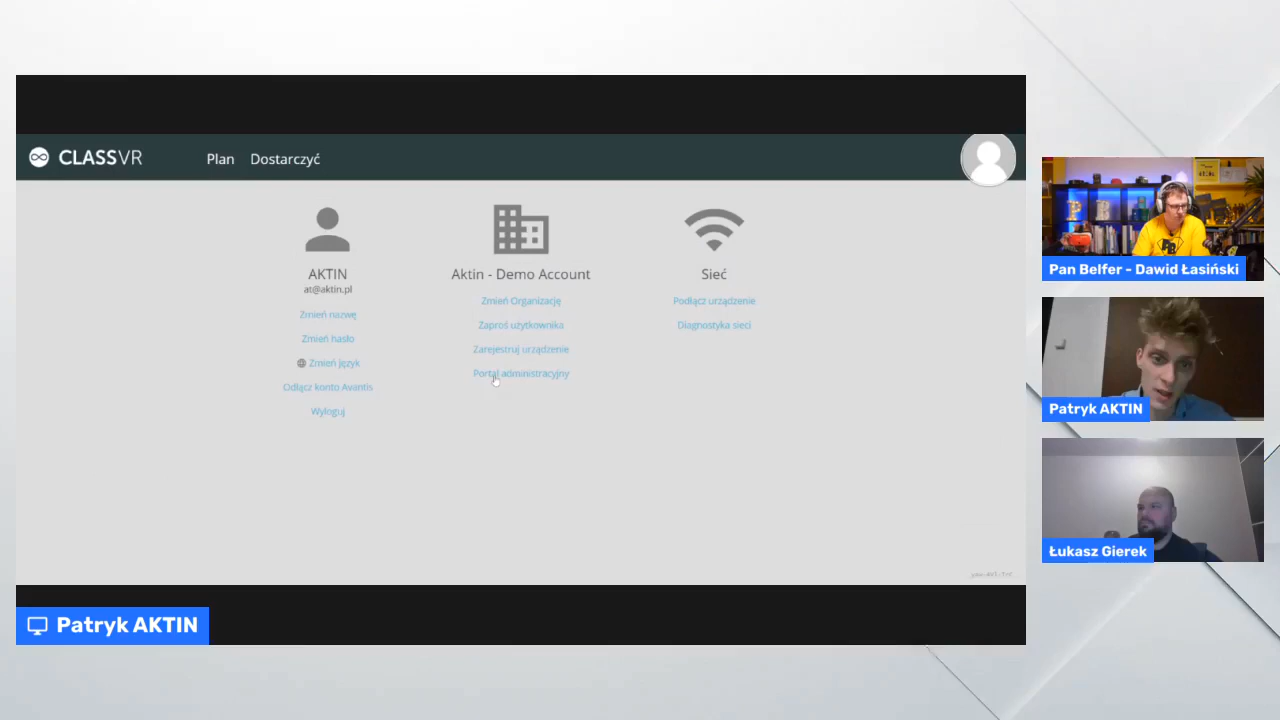 CLASSVR
Plan
Dostarczyć
AKTIN
at@aktin.pl
Zmień nazwę
Zmień hasło
Zmień język
Odłącz konto Avantis
Wyloguj
Aktin - Demo Account
Zmień Organizację
Zaproś użytkownika
Zarejestruj urządzenie
Portal administracyjny
Sieć
Podłącz urządzenie
Diagnostyka sieci
Patryk AKTIN
Pan Belfer - Dawid Łasiński
Patryk AKTIN
Łukasz Gierek